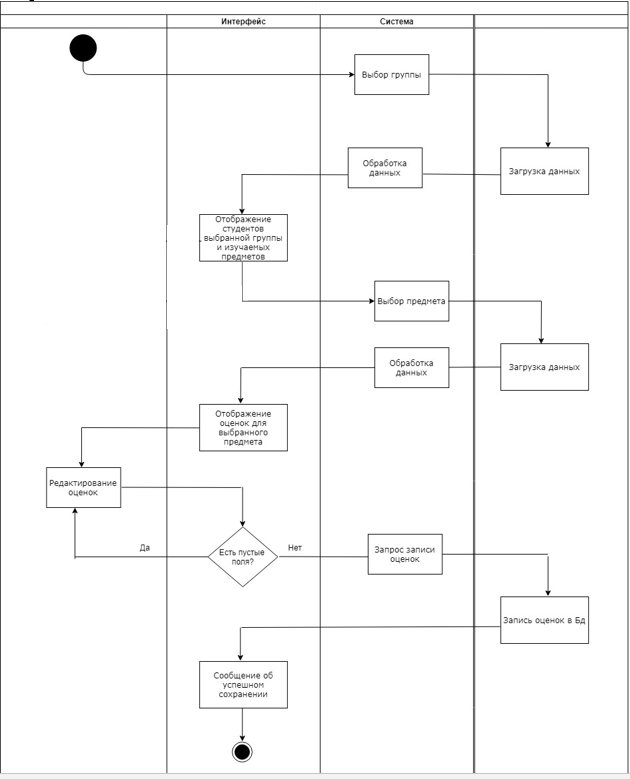 Интерфейс
Система
Выбор группы
Обработка
данных
Загрузка данных
Отображение
студентов
выбранной группы
и изучаемых
предметов
Выбор предмета
Обработка
данных
Загрузка данных
Отображение
оценок для
выбранного
предмета
Редактирование
оценок
Да
Есть пустые
поля?
Нет
Запрос записи
оценок
Запись оценок в Бд
Сообщение об
успешном
сохранении